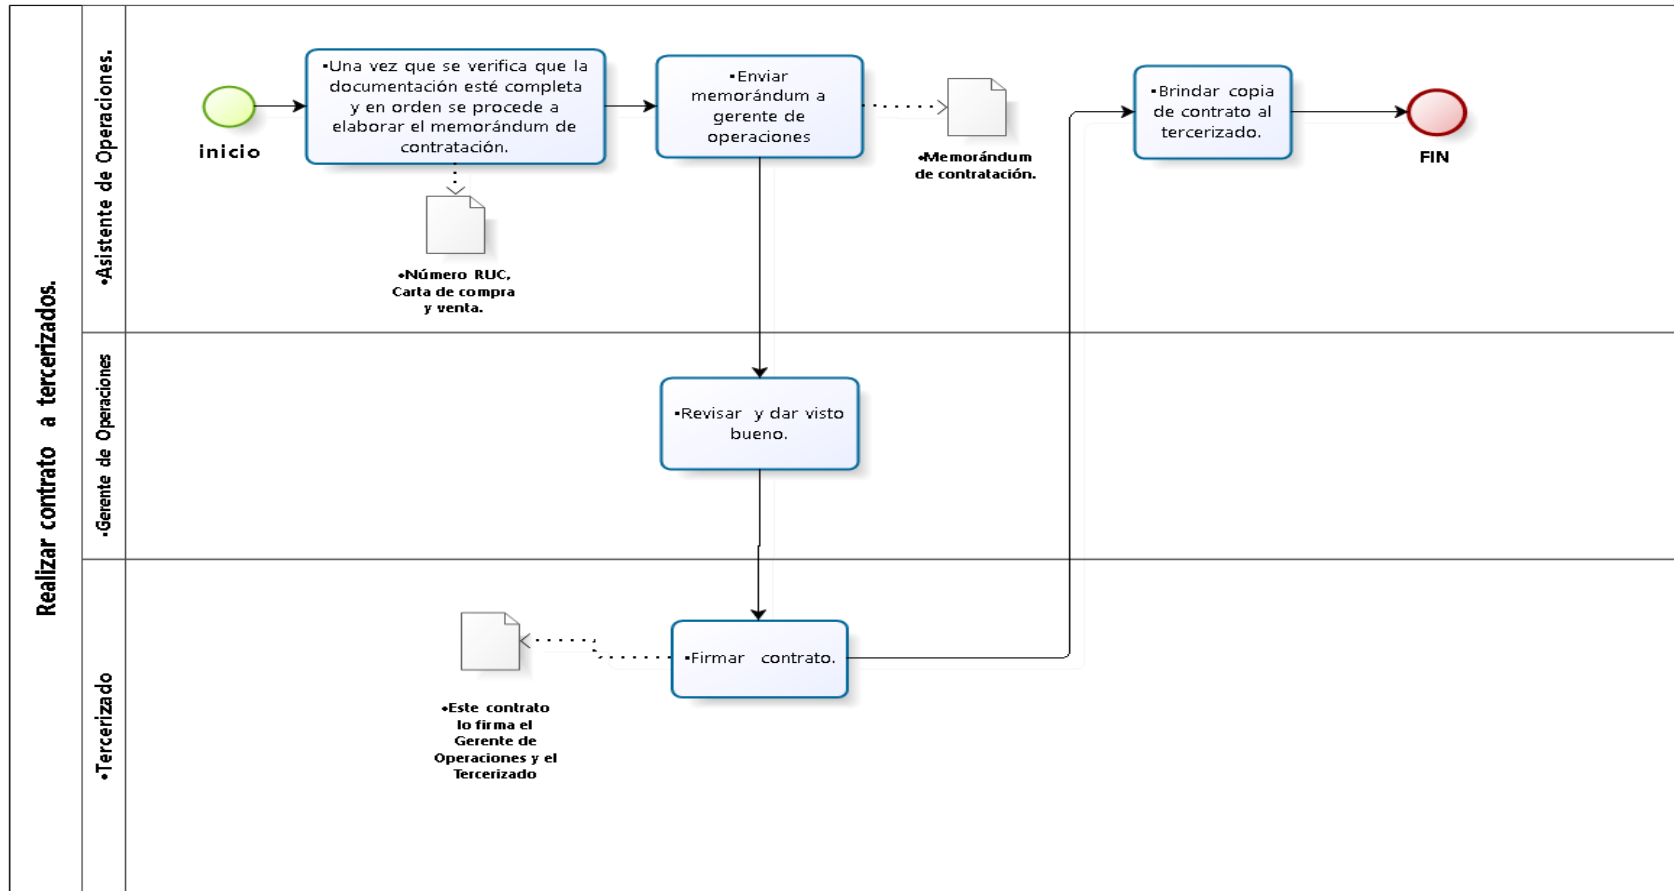 Realizar contrato a tercerizados.
•Asistente de Operaciones.
inicio
▪Una vez que se verifica que la
documentación esté completa
y en orden se procede a
elaborar el memorándum de
contratación.
•Número RUC,
Carta de compra
y venta.
▪Enviar
memorándum a
gerente de
operaciones
•Memorándum
de contratación.
▪Brindar copia
de contrato al
tercerizado.
FIN
•Gerente de Operaciones
▪Revisar y dar visto
bueno.
•Tercerizado
▪Firmar contrato.
•Este contrato
lo firma el
Gerente de
Operaciones y el
Tercerizado